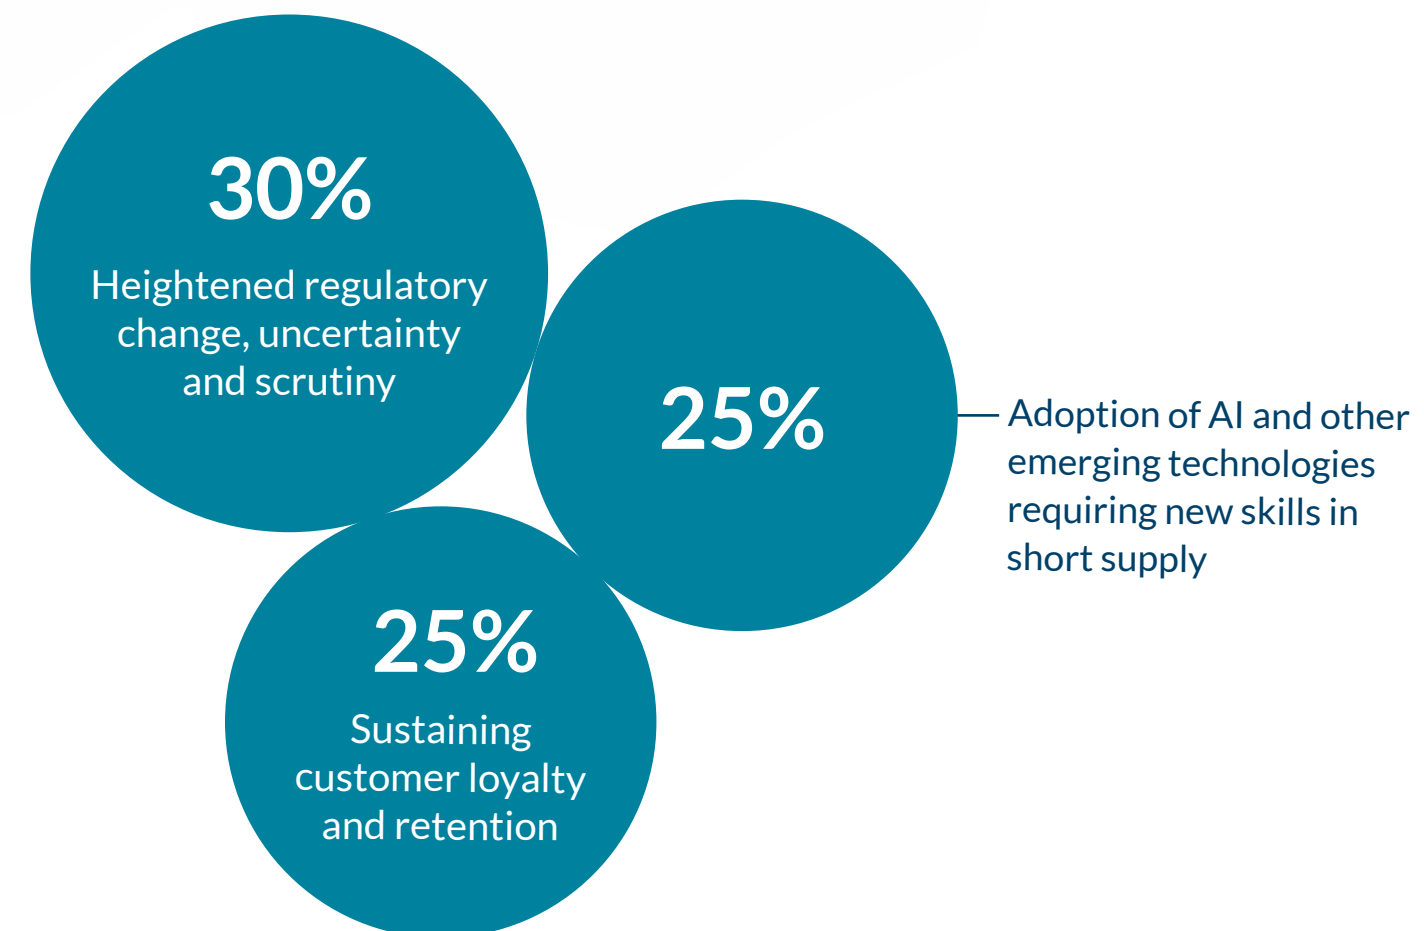 30%
Heightened regulatory
change, uncertainty
and scrutiny
25%
Adoption of AI and other
emerging technologies
requiring new skills in
short supply
25%
Sustaining
customer loyalty
and retention